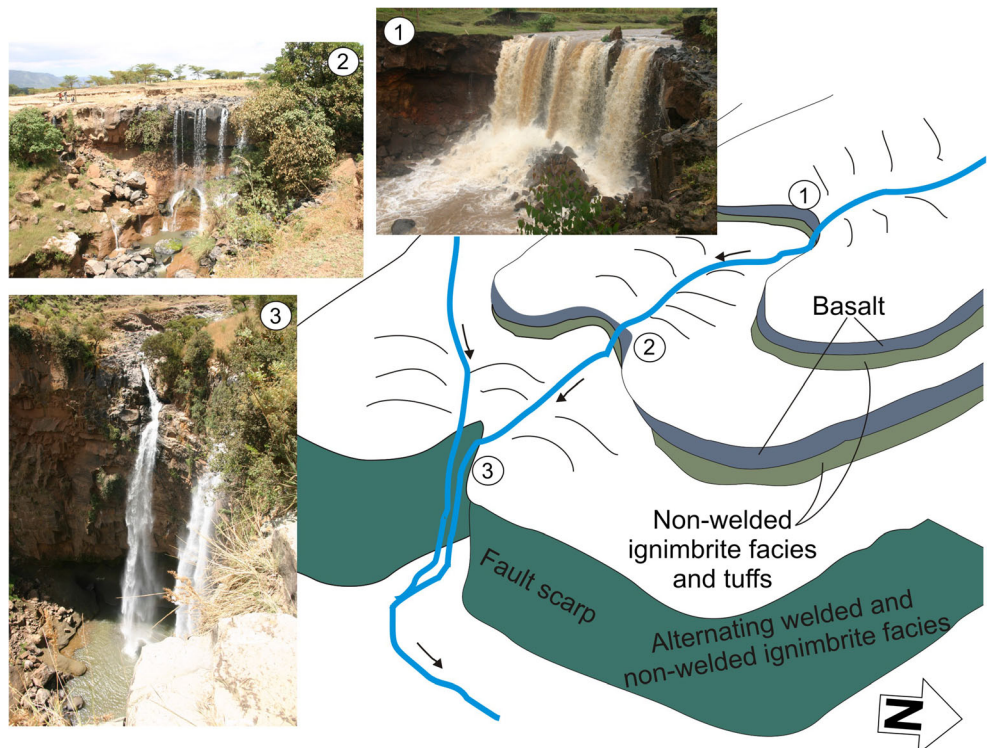 1
2
3
1
2
3
Basalt
Non-welded
ignimbrite facies
and tuffs
Fault scarp
Alternating welded and
non-welded ignimbrite facies
N